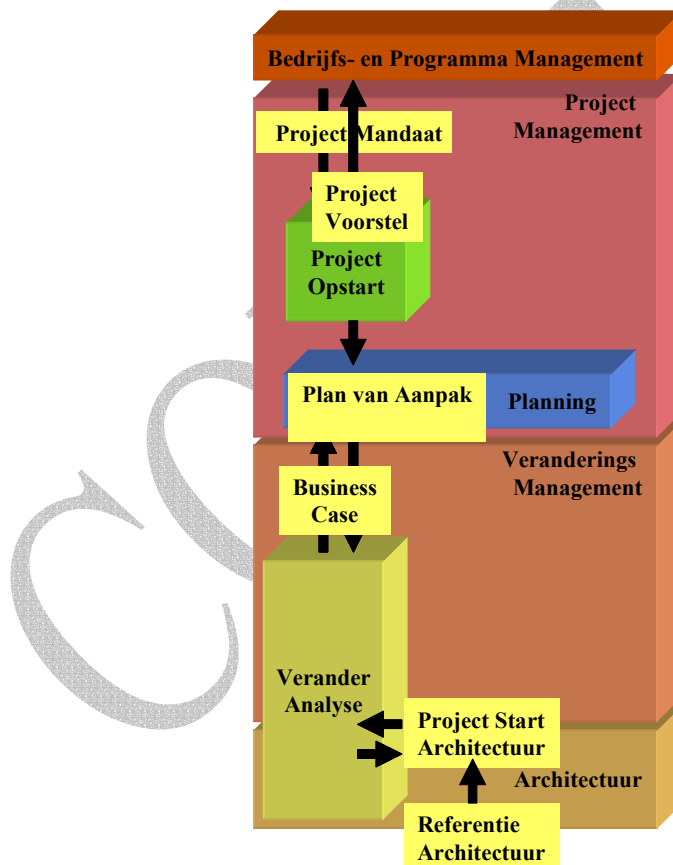 Bedrijfs- en Programma Management
Project
Management
Project Mandaat
Project
Voorstel
Project
Opstart
Plan van Aanpak
Planning
Veranderings
Management
Business
Case
Verander
Analyse
Project Start
Architectuur
Architectuur
Referentie
Architectuur